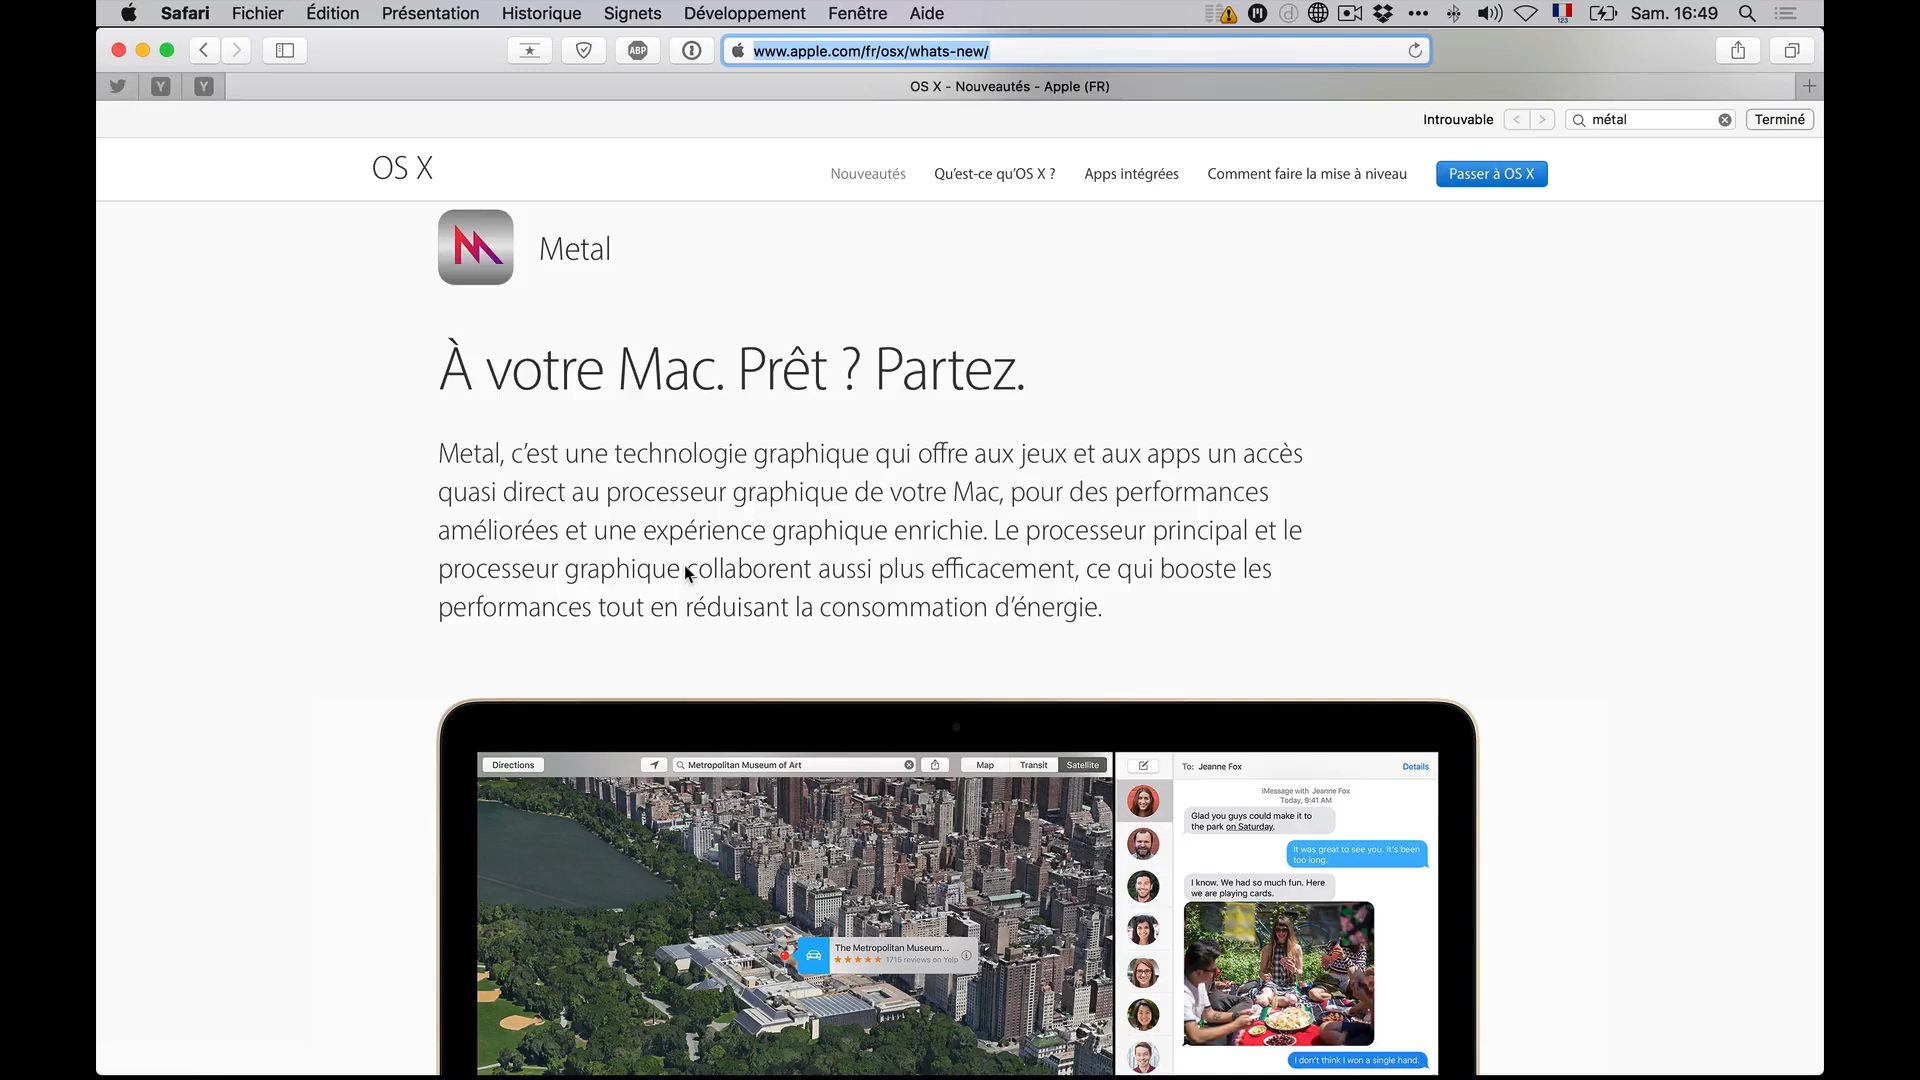 Safari Fichier Édition Présentation Historique Signets Développement Fenêtre Aide 123 Sam. 16:49
ABP www.apple.com/fr/osx/whats-new/
Y Y OS X - Nouveautés - Apple (FR)
Introuvable métal Terminé
OS X Nouveautés Qu'est-ce qu'OS X ? Apps intégrées Comment faire la mise à niveau Passer à OS X
Metal
À votre Mac. Prêt ? Partez.
Metal, c’est une technologie graphique qui offre aux jeux et aux apps un accès
quasi direct au processeur graphique de votre Mac, pour des performances
améliorées et une expérience graphique enrichie. Le processeur principal et le
processeur graphique collaborent aussi plus efficacement, ce qui booste les
performances tout en réduisant la consommation d’énergie.
Directions Metropolitan Museum of Art Map Transit Satellite
To: Jeanne Fox Details
iMessage with Jeanne Fox
Today, 9:41 AM
Glad you guys could make it to
the park on Saturday.
It was great to see you. It's been
too long.
I know. We had so much fun. Here
we are playing cards.
The Metropolitan Museum...
1715 reviews on Yelp
I don't think I won a single hand.